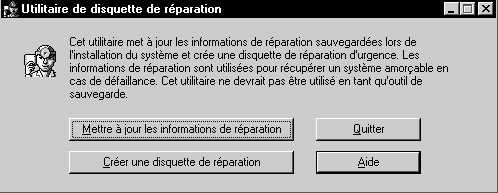 Utilitaire de disquette de réparation
Cet utilitaire met à jour les informations de réparation sauvegardées lors de
l'installation du système et crée une disquette de réparation d'urgence. Les
informations de réparation sont utilisées pour récupérer un système amorçable en
cas de défaillance. Cet utilitaire ne devrait pas être utilisé en tant qu'outil de
sauvegarde.
Mettre à jour les informations de réparation
Quitter
Créer une disquette de réparation
Aide